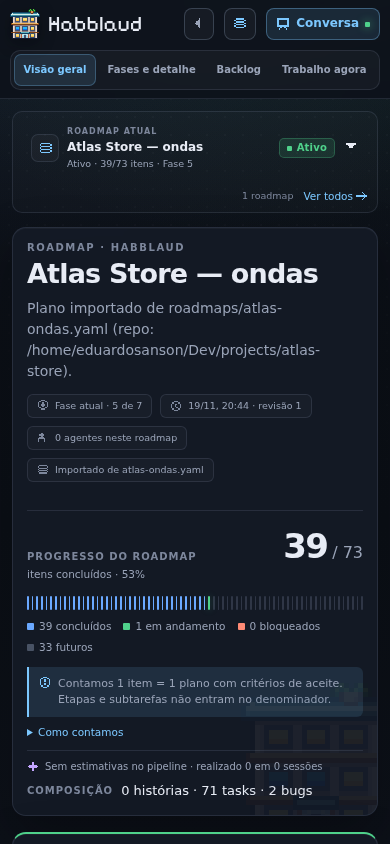 Habblaud
Conversa
Visão geral
Fases e detalhe
Backlog
Trabalho agora
ROADMAP ATUAL
Atlas Store — ondas
Ativo · 39/73 itens · Fase 5
Ativo
1 roadmap
Ver todos
ROADMAP · HABBLAUD
Atlas Store — ondas
Plano importado de roadmaps/atlas-
ondas.yaml (repo:
/home/eduardosanson/Dev/projects/atlas-
store).
Fase atual · 5 de 7
19/11, 20:44 · revisão 1
0 agentes neste roadmap
Importado de atlas-ondas.yaml
PROGRESSO DO ROADMAP
39 / 73
itens concluídos · 53%
39 concluídos
1 em andamento
0 bloqueados
33 futuros
Contamos 1 item = 1 plano com critérios de aceite.
Etapas e subtarefas não entram no denominador.
Como contamos
Sem estimativas no pipeline · realizado 0 em 0 sessões
COMPOSIÇÃO 0 histórias · 71 tasks · 2 bugs